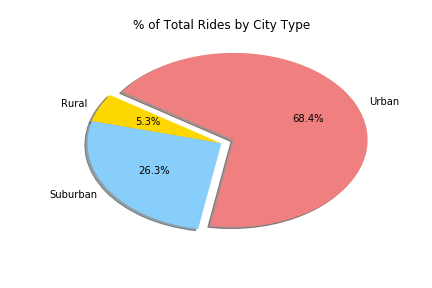 % of Total Rides by City Type
Urban
Rural
68.4%
5.3%
26.3%
Suburban